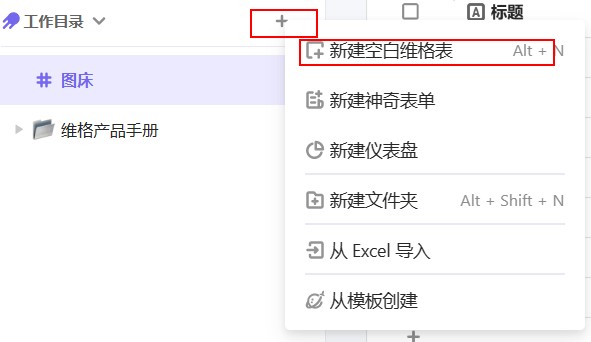 工作目录
标题
新建空白维格表 Alt + N
图床
新建神奇表单
维格产品手册
新建仪表盘
新建文件夹 Alt + Shift + N
从 Excel 导入
从模板创建